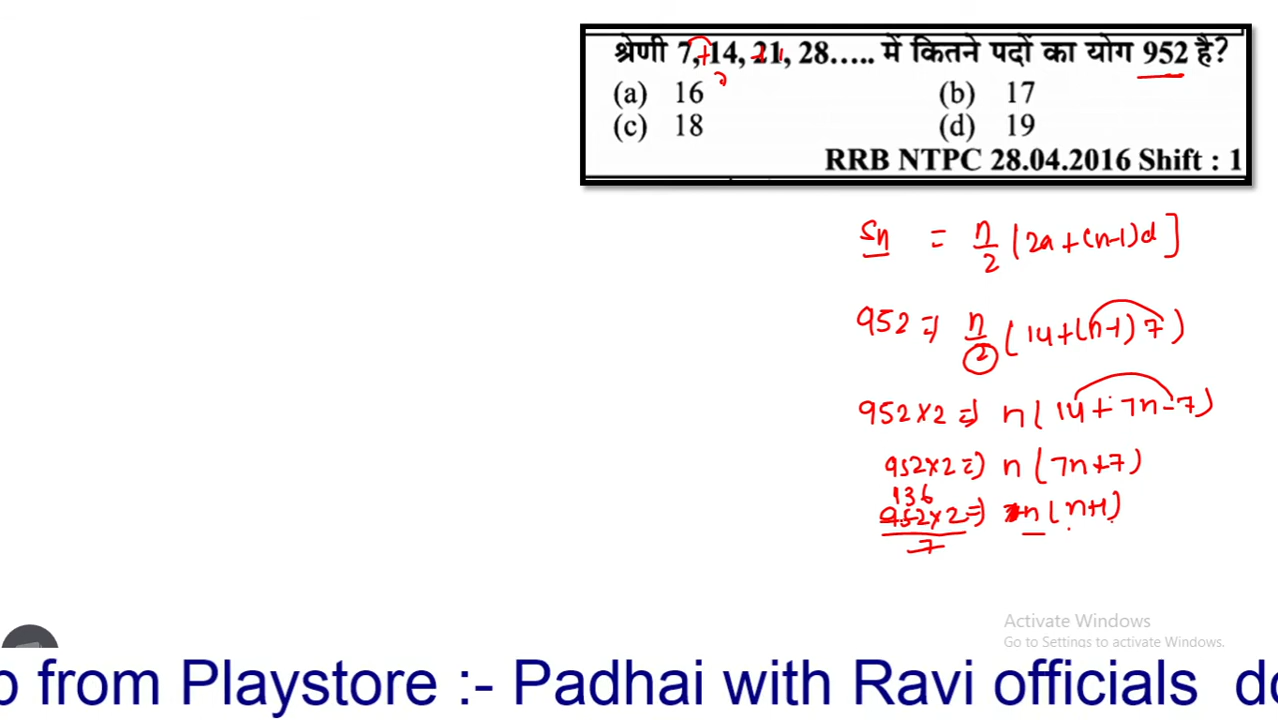 श्रेणी 7, 14, 21, 28..... में कितने पदों का योग 952 है?
(a) 16 (b) 17
(c) 18 (d) 19
RRB NTPC 28.04.2016 Shift : 1
Sn = n/2 [2a+(n-1)d]
952 => n/2 (14+(n-1)7)
952×2 => n(14+7n-7)
952×2 => n(7n+7)
136
952×2/7 => 7n(n+1)
Activate Windows
Go to Settings to activate Windows.
from Playstore :- Padhai with Ravi officials